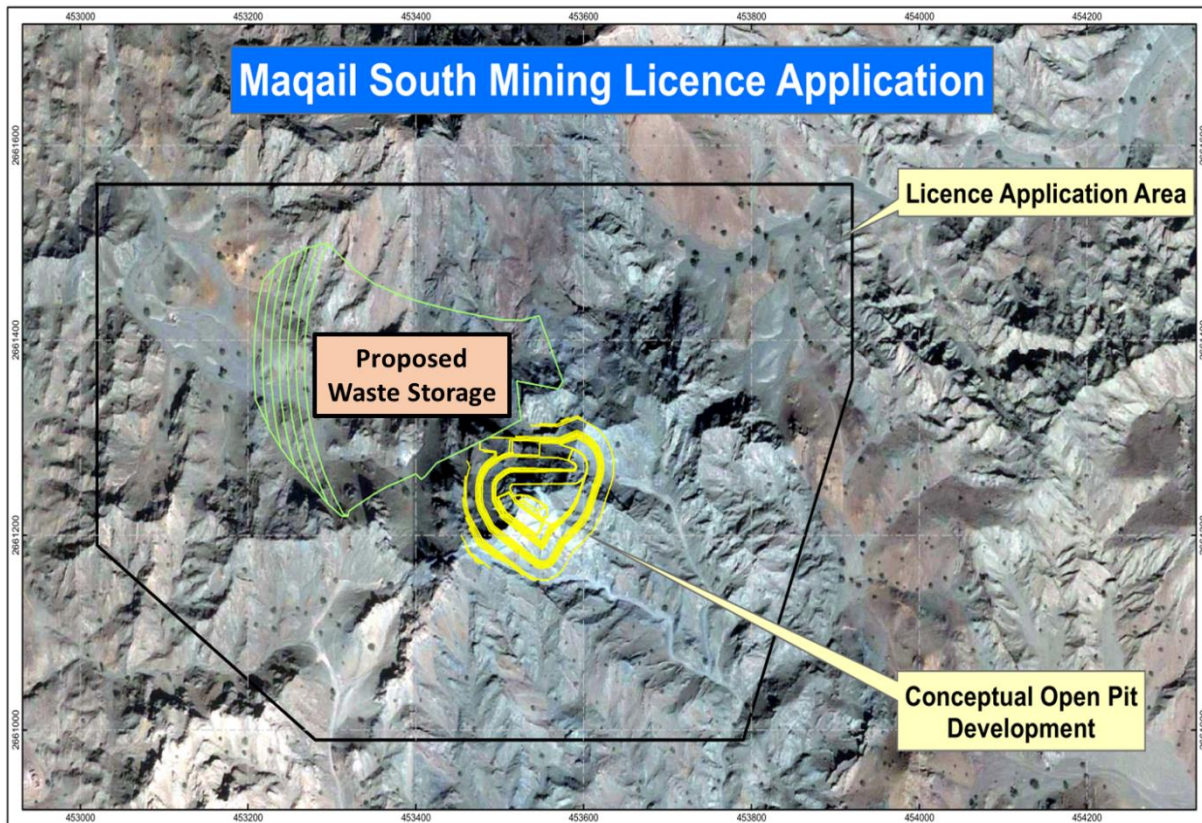 453000 453200 453400 453600 453800 454000 454200
Maqail South Mining Licence Application
2661600
Licence Application Area
2661400
Proposed
Waste Storage
2661200
Conceptual Open Pit
Development
2661000
453000 453200 453400 453600 453800 454000 454200